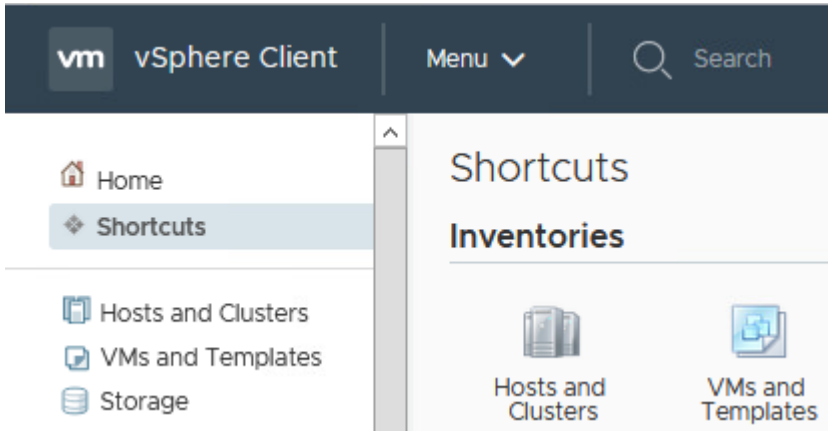 vm vSphere Client Menu Search
Home
Shortcuts
Hosts and Clusters
VMs and Templates
Storage
Shortcuts
Inventories
Hosts and
Clusters
VMs and
Templates